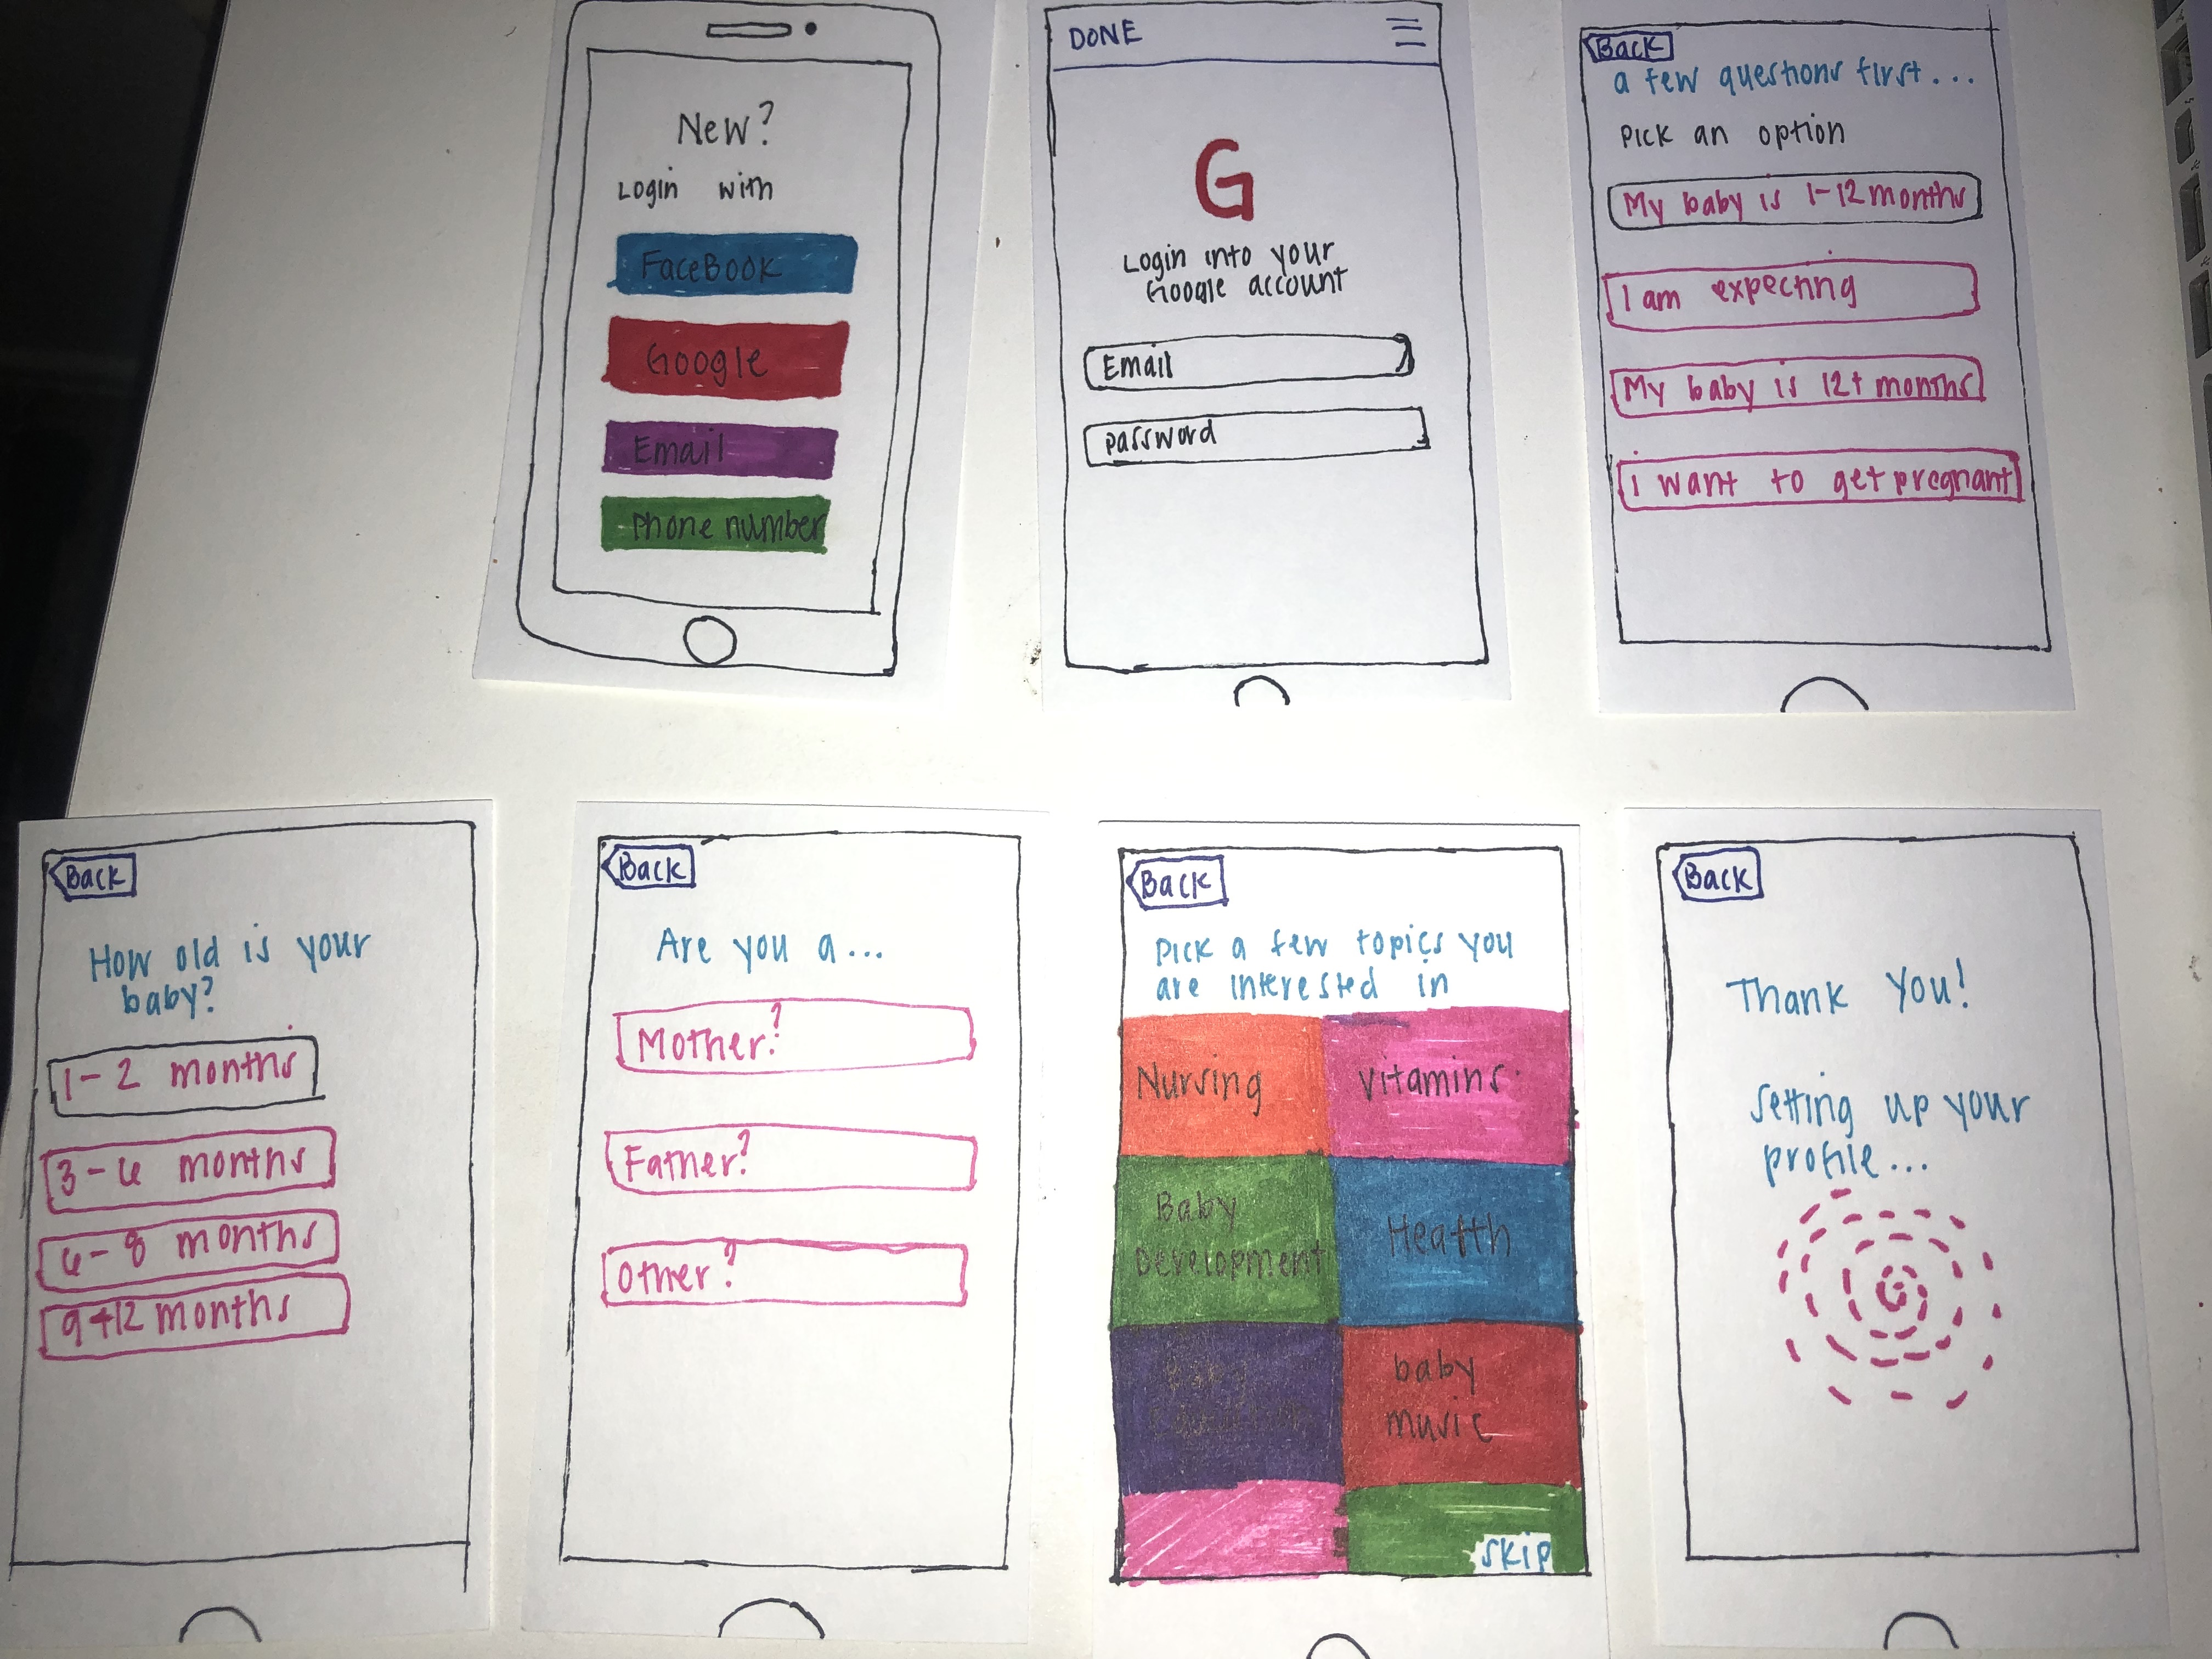 New?
Login with
FaceBook
Google
Email
Phone number
DONE
G
Login into your
Google account
Email
password
Back
a few questions first...
Pick an option
My baby is 1-12 months
I am expecting
My baby is 12+ months
i want to get pregnant
Back
How old is your
baby?
1-2 months
3-6 months
6-8 months
9+12 months
Back
Are you a...
Mother?
Father?
Other?
Back
Pick a few topics you
are interested in
Nursing
Vitamins
Baby
Development
Health
baby
music
SKIP
Back
Thank You!
Setting up your
profile...